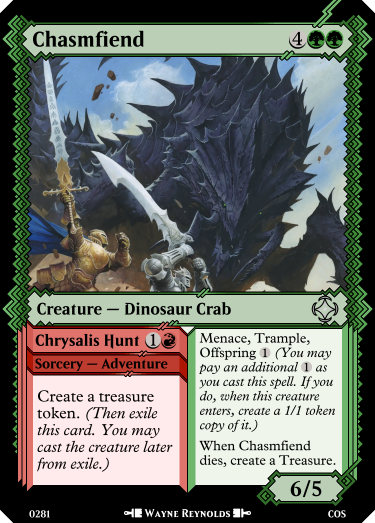 Chasmfiend 4
Creature — Dinosaur Crab
Chrysalis Hunt 1
Sorcery — Adventure
Create a treasure
token. (Then exile
this card. You may
cast the creature later
from exile.)
Menace, Trample,
Offspring 1 (You may
pay an additional 1 as
you cast this spell. If you
do, when this creature
enters, create a 1/1 token
copy of it.)
When Chasmfiend
dies, create a Treasure.
6/5
0281 Wayne Reynolds COS